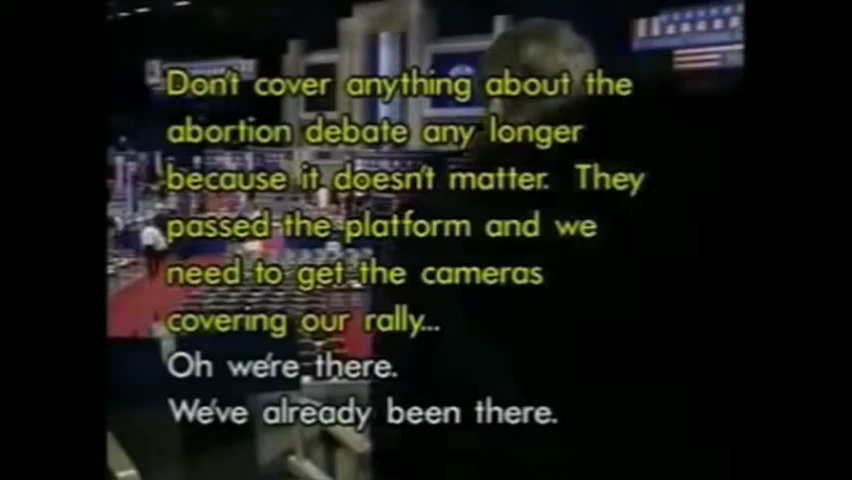 Don't cover anything about the
abortion debate any longer
because it doesn't matter. They
passed the platform and we
need to get the cameras
covering our rally...
Oh we're there.
We've already been there.